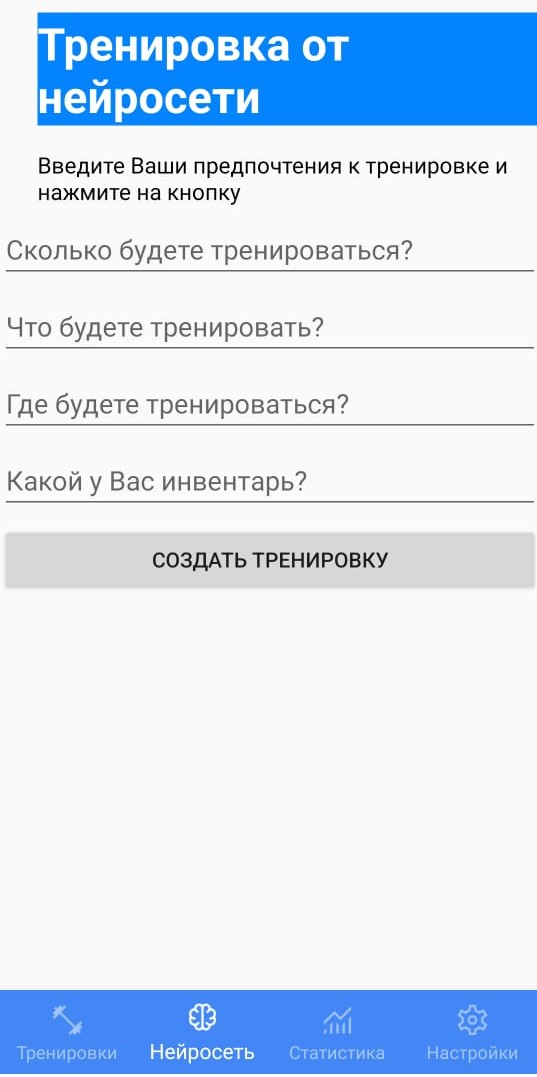 Тренировка от
нейросети
Введите Ваши предпочтения к тренировке и
нажмите на кнопку
Сколько будете тренироваться?
Что будете тренировать?
Где будете тренироваться?
Какой у Вас инвентарь?
СОЗДАТЬ ТРЕНИРОВКУ
Тренировки Нейросеть Статистика Настройки